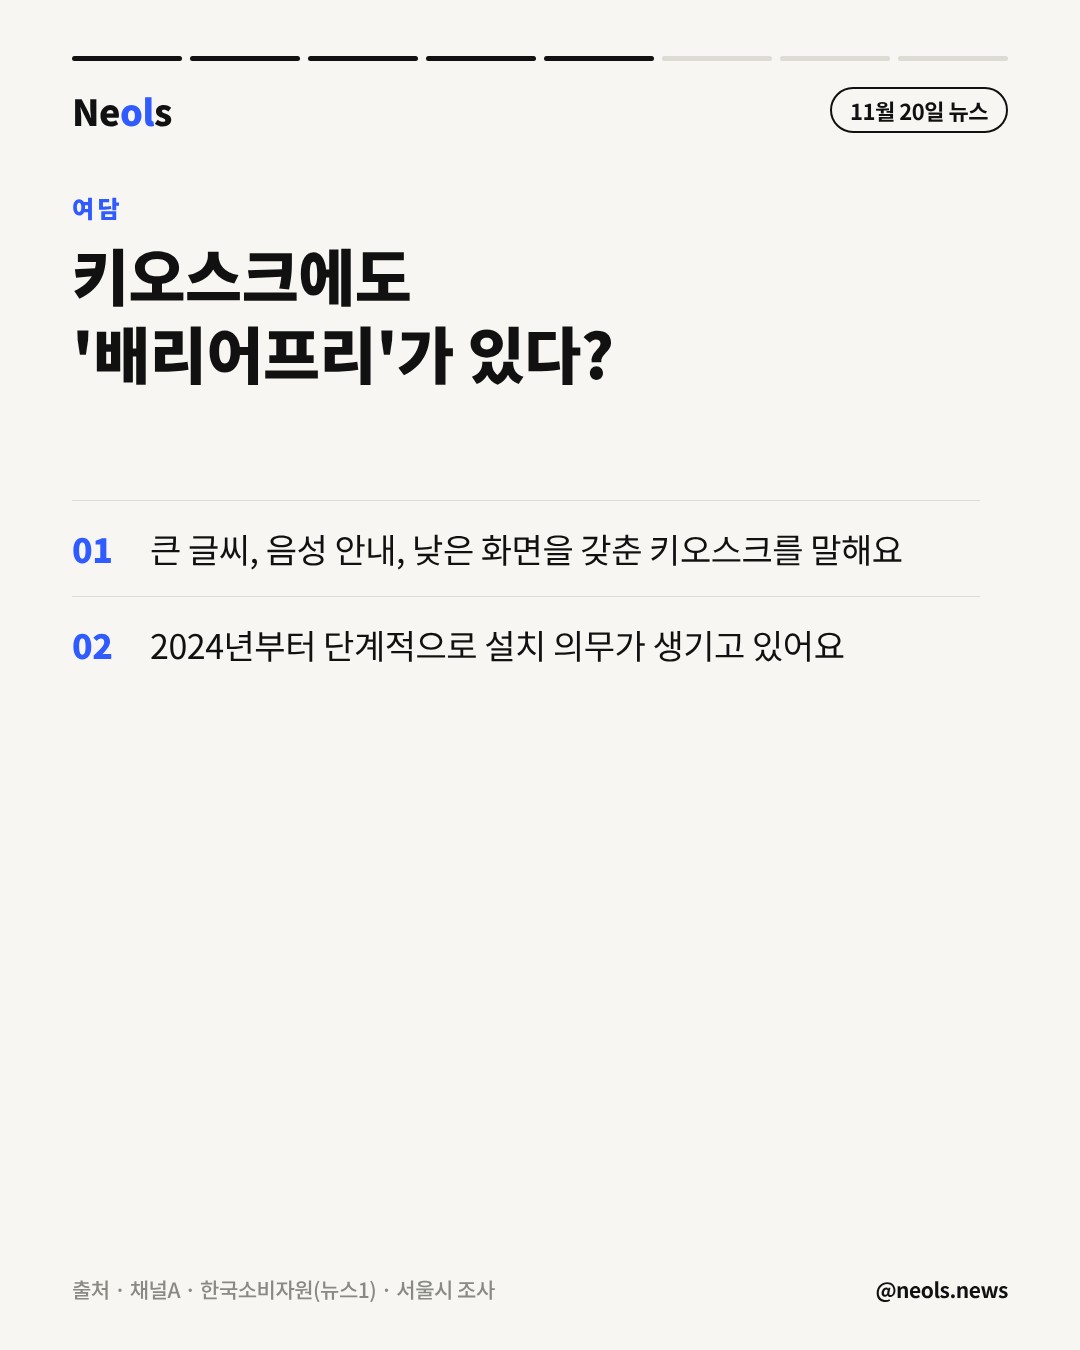 Neols
11월 20일 뉴스
여담
키오스크에도
'배리어프리'가 있다?
01 큰 글씨, 음성 안내, 낮은 화면을 갖춘 키오스크를 말해요
02 2024년부터 단계적으로 설치 의무가 생기고 있어요
출처 · 채널A · 한국소비자원(뉴스1) · 서울시 조사
@neols.news